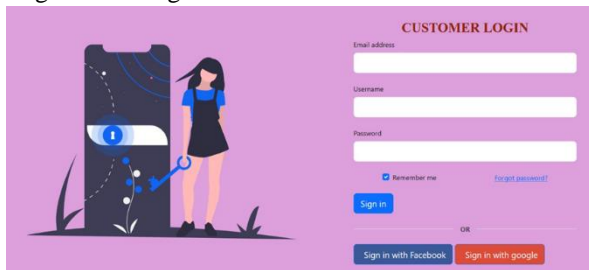 CUSTOMER LOGIN
Email address
Username
Password
Remember me Forgot password?
Sign in
OR
Sign in with Facebook Sign in with google